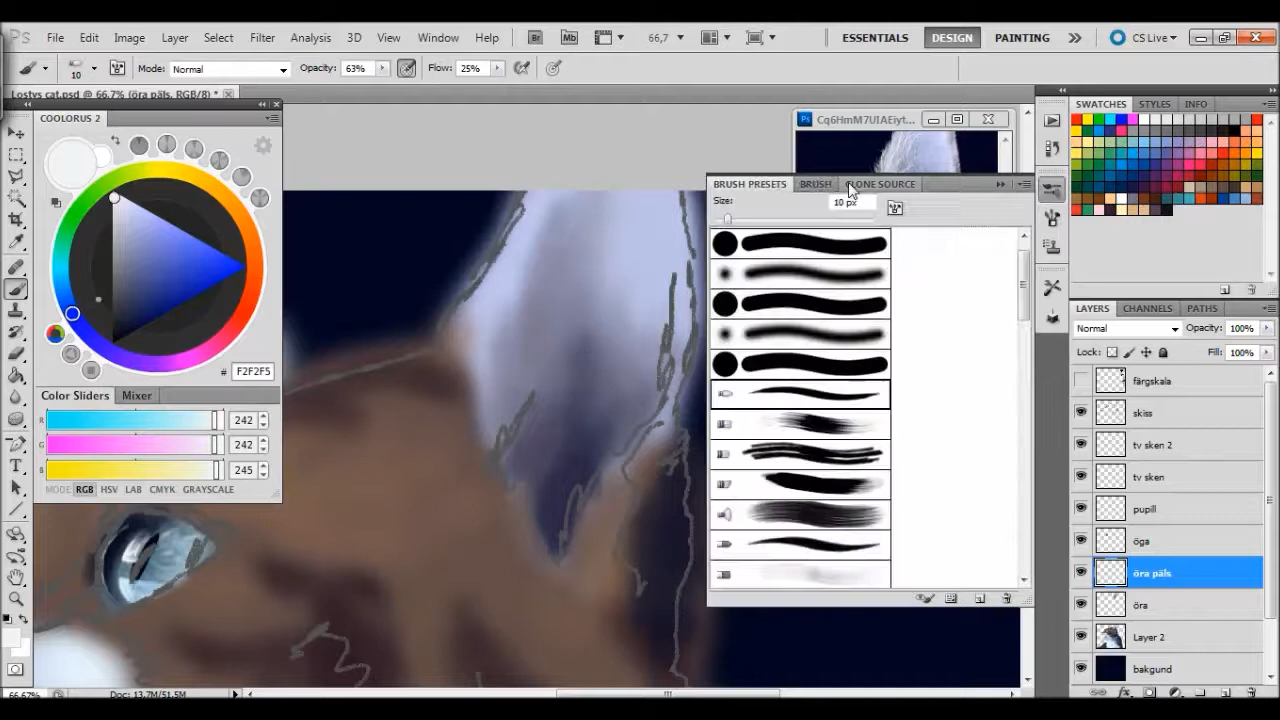 Ps File Edit Image Layer Select Filter Analysis 3D View Window Help Br Mb 66,7 ESSENTIALS DESIGN PAINTING CS Live
10 Mode: Normal Opacity: 63% Flow: 25%
Lostys cat.psd @ 66.7% (öra päls, RGB/8) *
Cq6HmM7UIAEiyt...
COOLORUS 2
# F2F2F5
Color Sliders Mixer
R 242
G 242
B 245
MODE RGB HSV LAB CMYK GRAYSCALE
BRUSH PRESETS BRUSH CLONE SOURCE
Size: 10 px
SWATCHES STYLES INFO
LAYERS CHANNELS PATHS
Normal Opacity: 100%
Lock: Fill: 100%
färgskala
skiss
tv sken 2
tv sken
pupill
öga
öra päls
öra
Layer 2
bakgund
66.67% Doc: 13.7M/51.5M